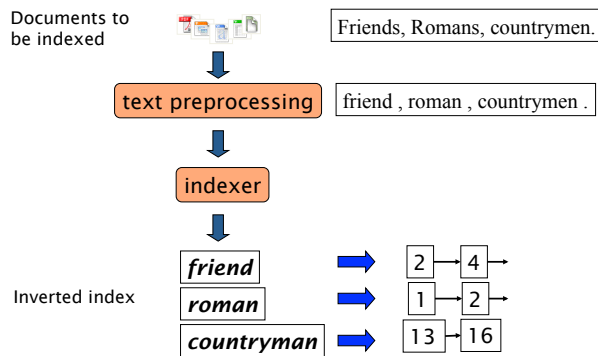 Documents to
be indexed
Friends, Romans, countrymen.
text preprocessing
friend , roman , countrymen .
indexer
friend
2 4
Inverted index
roman
1 2
countryman
13 16